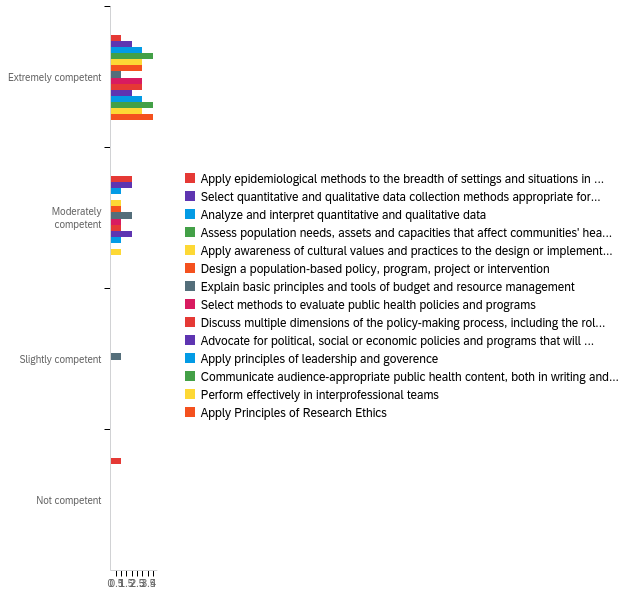 Extremely competent
Moderately
competent
Slightly competent
Not competent
Apply epidemiological methods to the breadth of settings and situations in ...
Select quantitative and qualitative data collection methods appropriate for...
Analyze and interpret quantitative and qualitative data
Assess population needs, assets and capacities that affect communities' hea...
Apply awareness of cultural values and practices to the design or implement...
Design a population-based policy, program, project or intervention
Explain basic principles and tools of budget and resource management
Select methods to evaluate public health policies and programs
Discuss multiple dimensions of the policy-making process, including the rol...
Advocate for political, social or economic policies and programs that will ...
Apply principles of leadership and goverence
Communicate audience-appropriate public health content, both in writing and...
Perform effectively in interprofessional teams
Apply Principles of Research Ethics